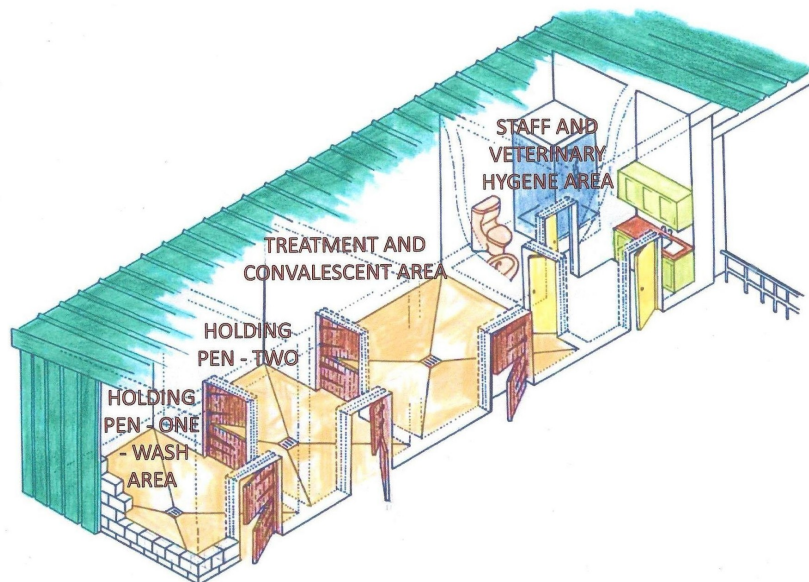 STAFF AND
VETERINARY
HYGENE AREA
TREATMENT AND
CONVALESCENT AREA
HOLDING
PEN - TWO
HOLDING
PEN - ONE
- WASH
AREA